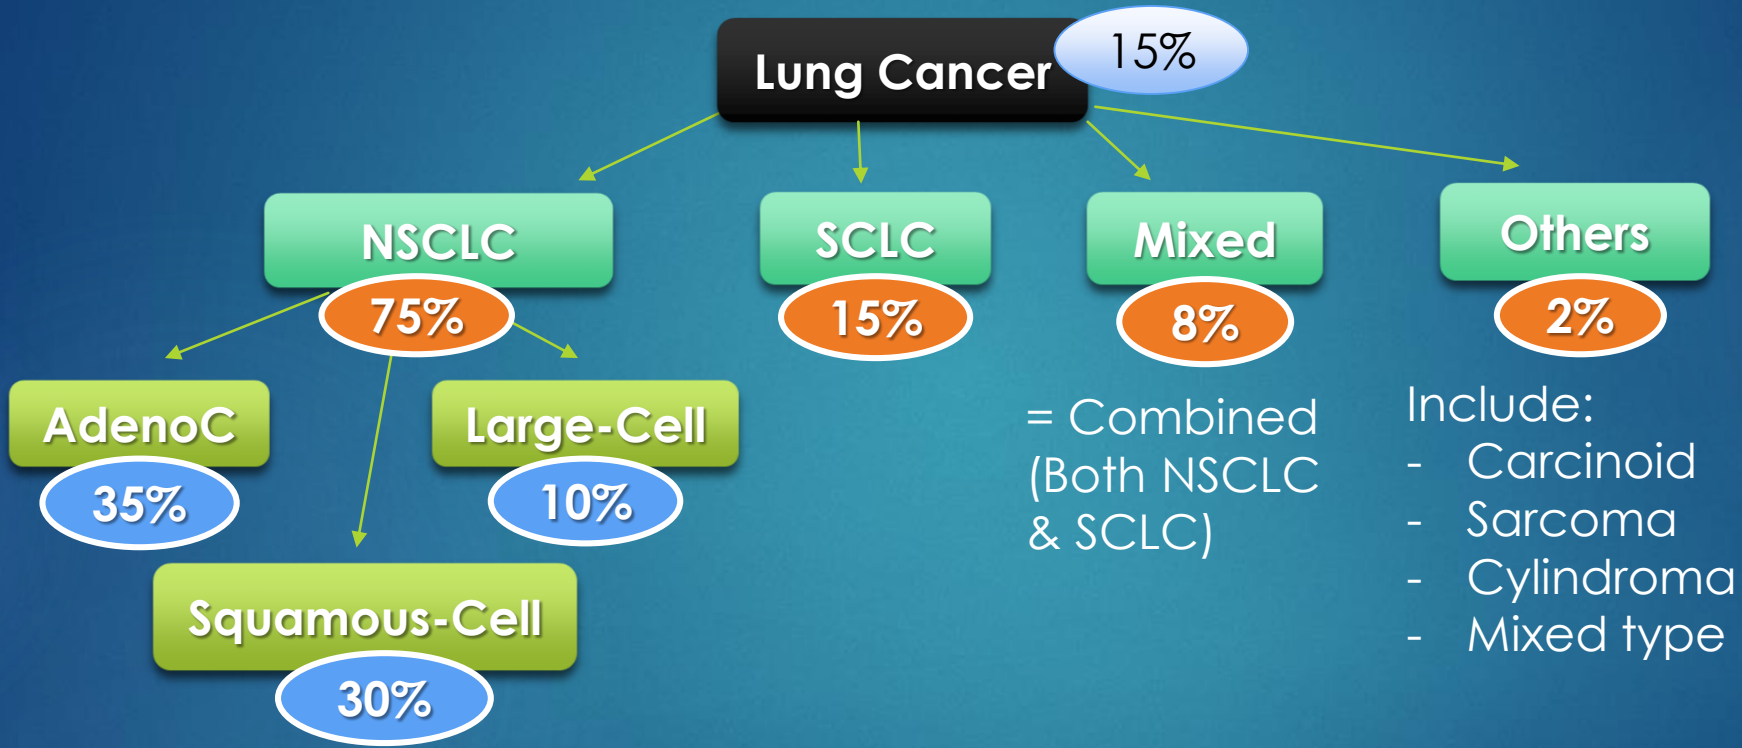 Lung Cancer
15%
NSCLC
75%
SCLC
15%
Mixed
8%
Others
2%
AdenoC
35%
Large-Cell
10%
Squamous-Cell
30%
= Combined
(Both NSCLC
& SCLC)
Include:
- Carcinoid
- Sarcoma
- Cylindroma
- Mixed type